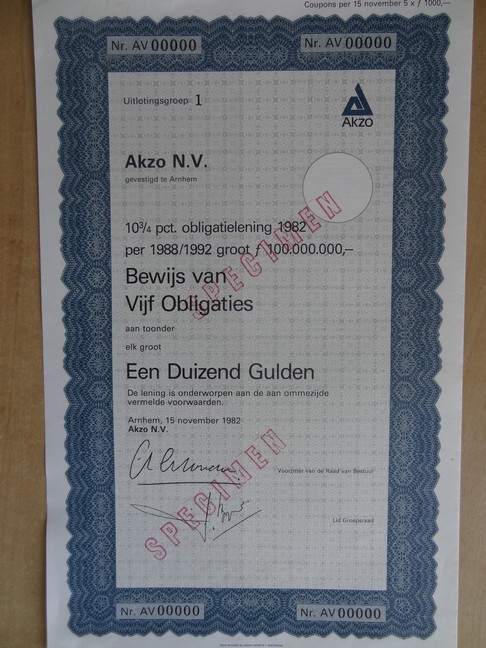 Coupons per 15 november 5 x ƒ 1000,—
Nr. AV 00000
Nr. AV 00000
Uitlotingsgroep 1
Akzo
Akzo N.V.
gevestigd te Arnhem
10¾ pct. obligatielening 1982
per 1988/1992 groot ƒ 100.000.000,—
SPECIMEN
Bewijs van
Vijf Obligaties
aan toonder
elk groot
Een Duizend Gulden
De lening is onderworpen aan de aan ommezijde
vermelde voorwaarden.
Arnhem, 15 november 1982
Akzo N.V.
Voorzitter van de Raad van Bestuur
SPECIMEN
Lid Groepsraad
Nr. AV 00000
Nr. AV 00000